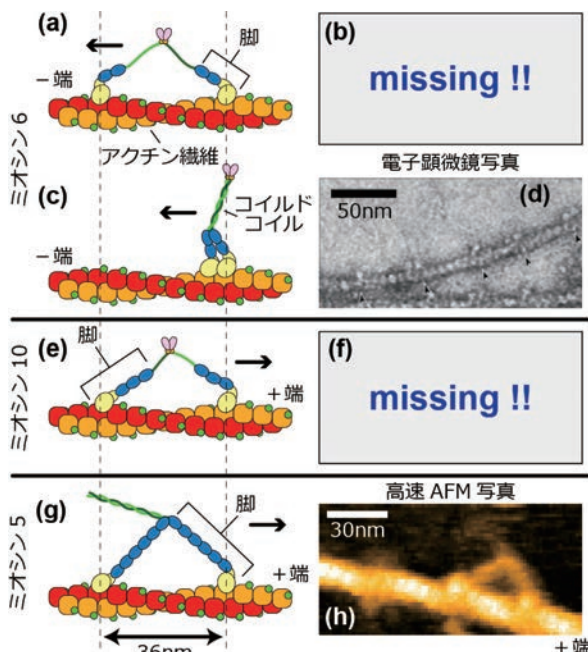 (a)
脚
(b)
－端
missing !!
アクチン繊維
ミオシン6
電子顕微鏡写真
(c)
コイルド
コイル
(d)
50nm
－端
(e)
脚
(f)
ミオシン10
＋端
missing !!
高速 AFM 写真
(g)
脚
30nm
ミオシン5
＋端
(h)
36nm
＋端